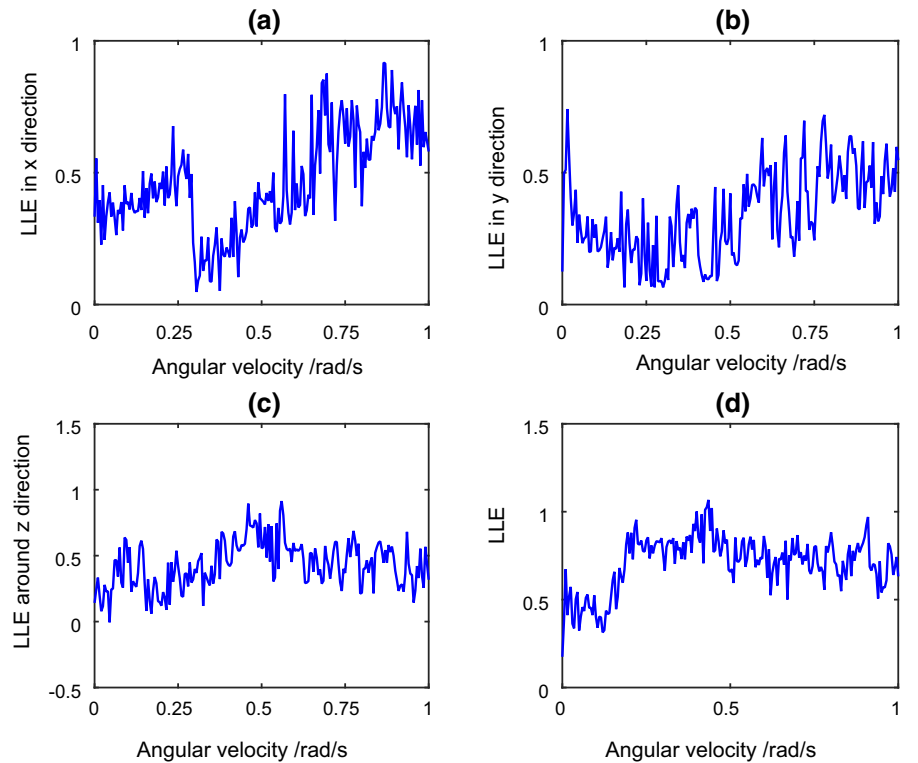 (a)
1
0.5
0
LLE in x direction
0
0.25
0.5
0.75
1
Angular velocity /rad/s
(b)
1
0.5
0
LLE in y direction
0
0.25
0.5
0.75
1
Angular velocity /rad/s
(c)
1.5
1
0.5
0
-0.5
LLE around z direction
0
0.25
0.5
0.75
1
Angular velocity /rad/s
(d)
1.5
1
0.5
0
LLE
0
0.5
1
Angular velocity /rad/s